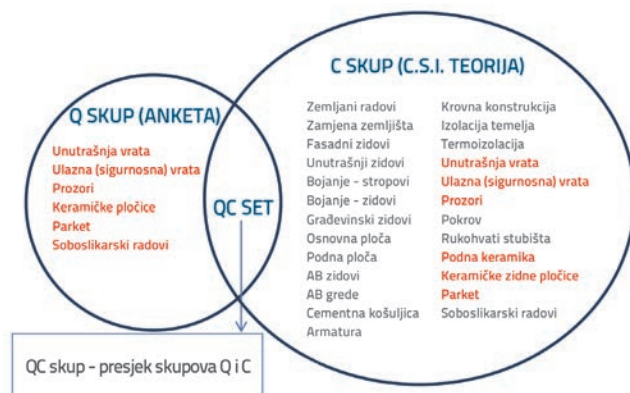 Q SKUP (ANKETA)
Unutrašnja vrata
Ulazna (sigurnosna) vrata
Prozori
Keramičke pločice
Parket
Soboslikarski radovi
QC SET
C SKUP (C.S.I. TEORIJA)
Zemljani radovi
Zamjena zemljišta
Fasadni zidovi
Unutrašnji zidovi
Bojanje - stropovi
Bojanje - zidovi
Građevinski zidovi
Osnovna ploča
Podna ploča
AB zidovi
AB grede
Cementna košuljica
Armatura
Krovna konstrukcija
Izolacija temelja
Termoizolacija
Unutrašnja vrata
Ulazna (sigurnosna) vrata
Prozori
Pokrov
Rukohvati stubišta
Podna keramika
Keramičke zidne pločice
Parket
Soboslikarski radovi
QC skup - presjek skupova Q i C